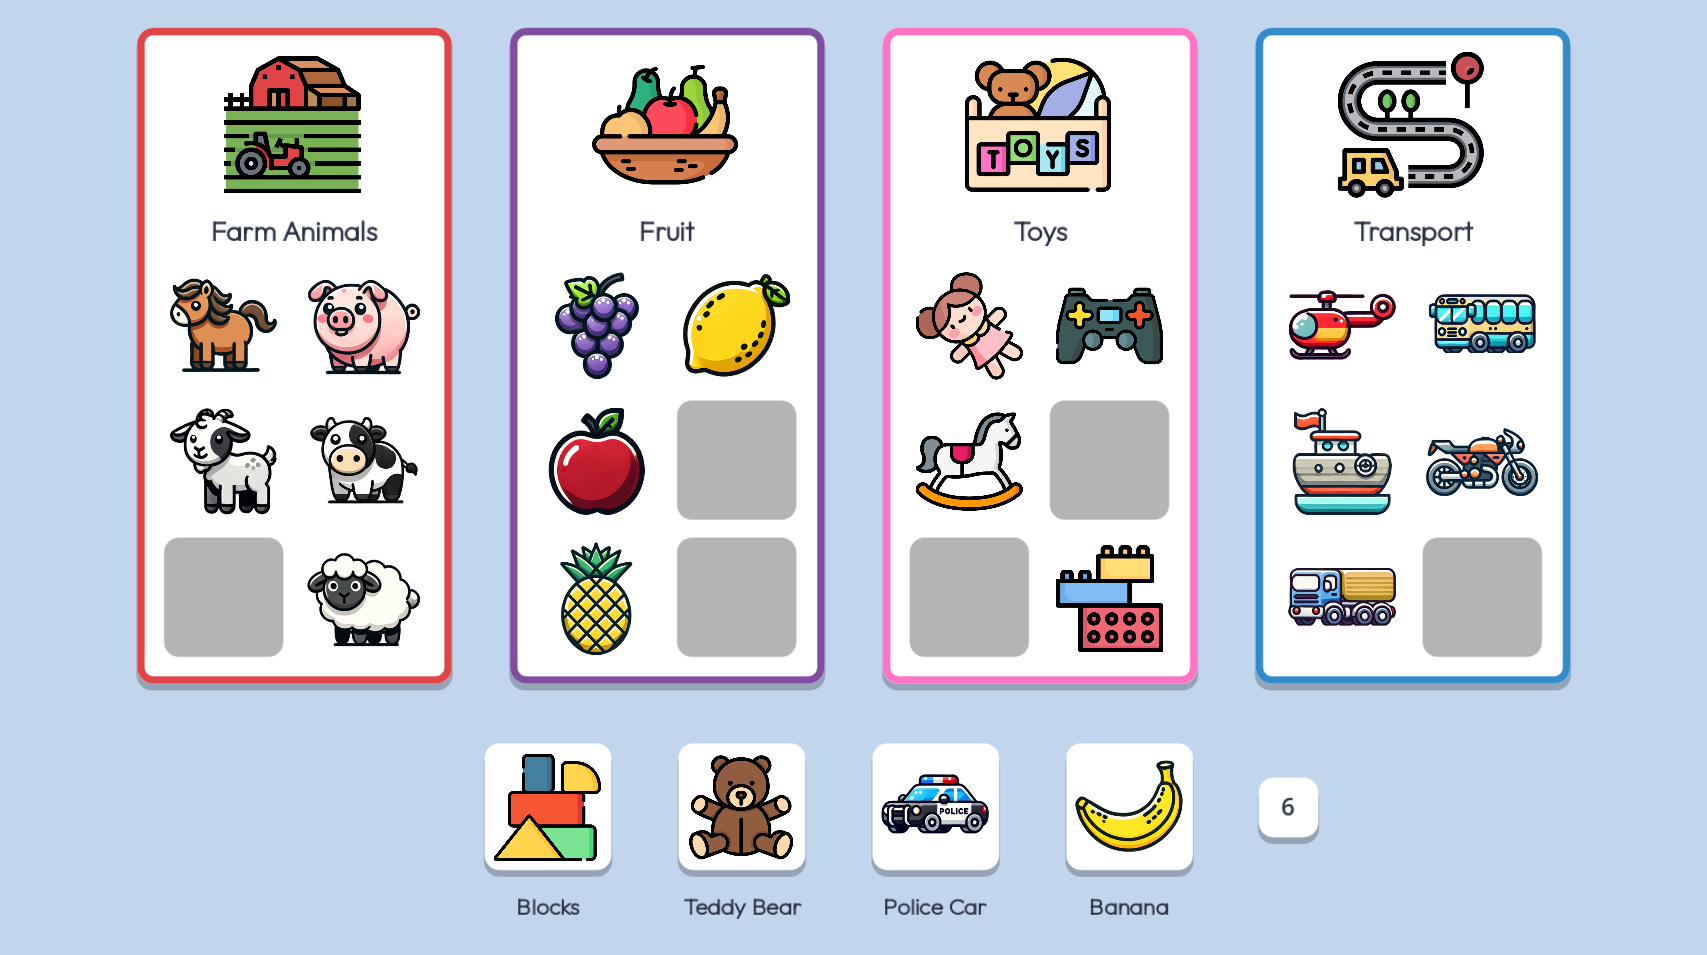 TOYS
Farm Animals
Fruit
Toys
Transport
POLICE
Blocks
Teddy Bear
Police Car
Banana
6